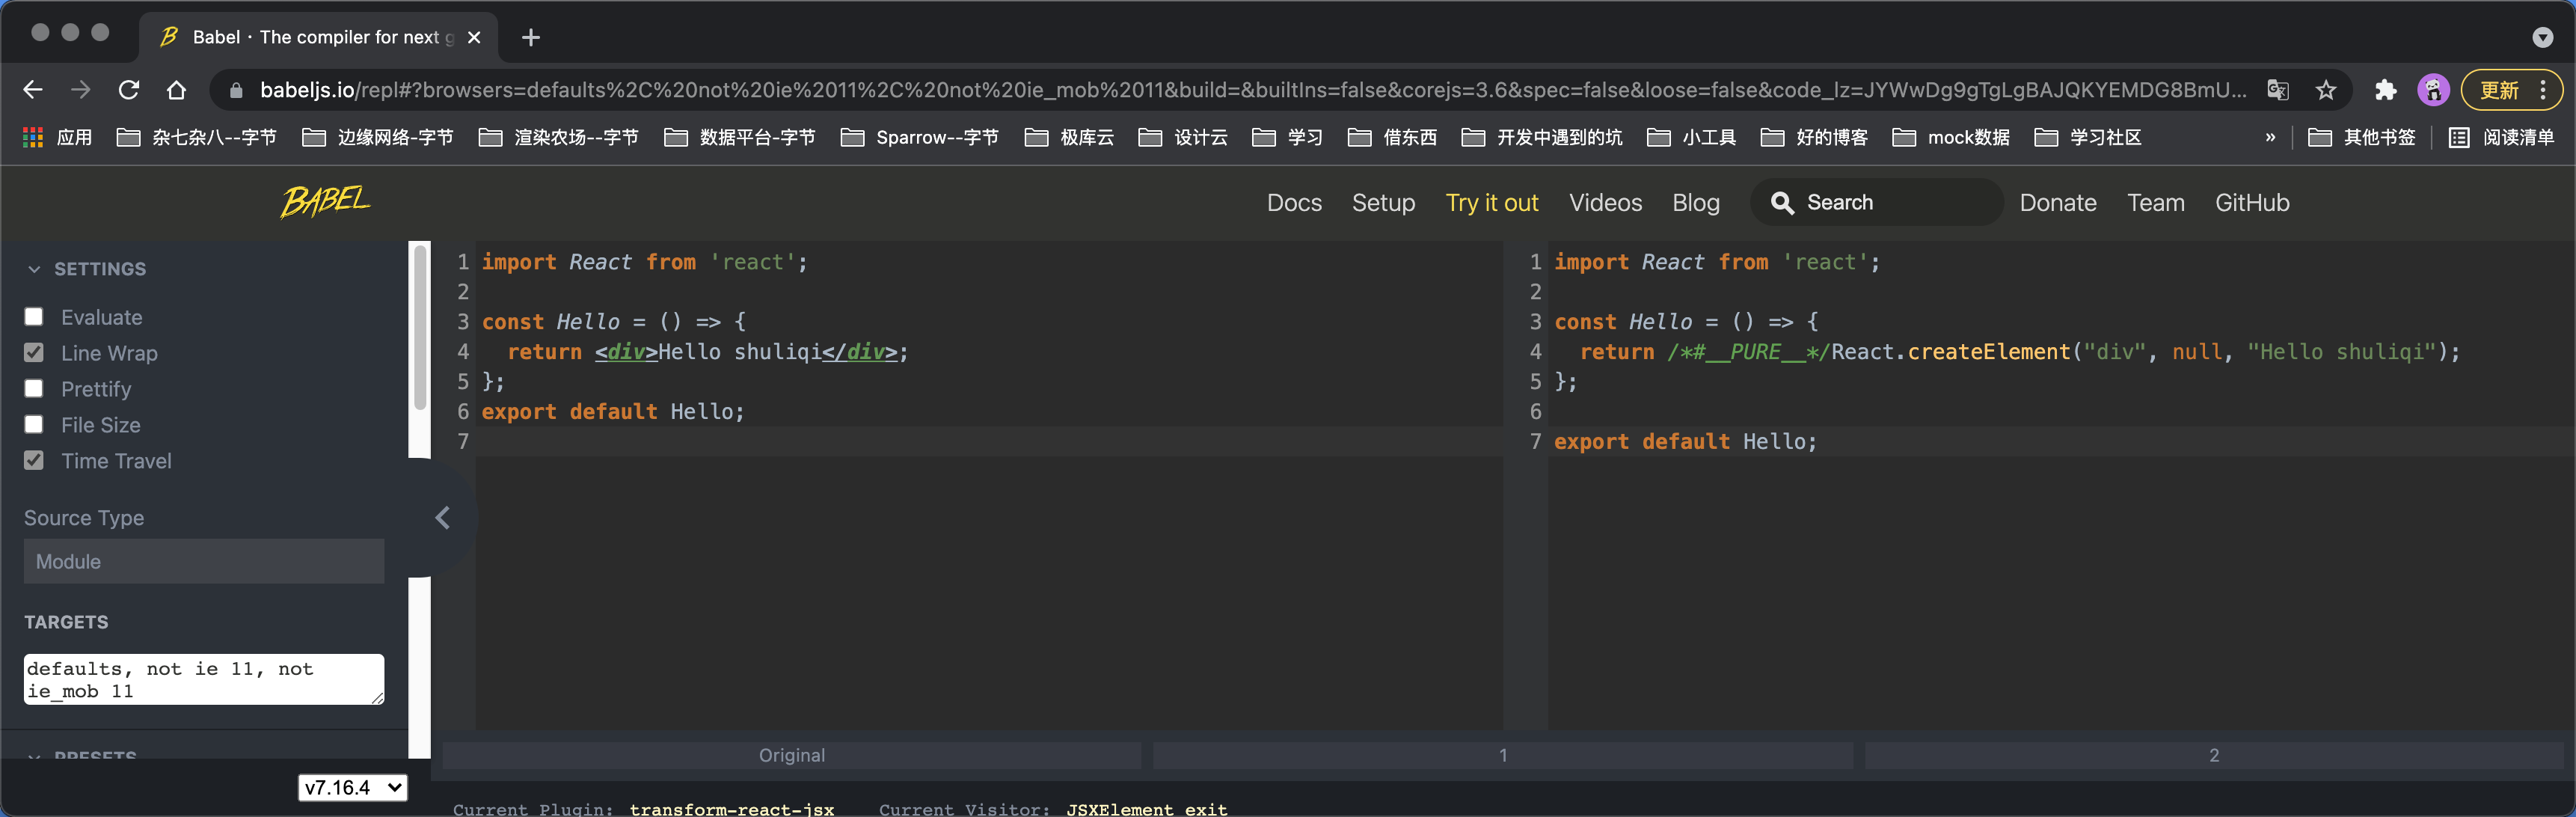 Babel · The compiler for next g
babeljs.io/repl#?browsers=defaults%2C%20not%20ie%2011%2C%20not%20ie_mob%2011&build=&builtIns=false&corejs=3.6&spec=false&loose=false&code_lz=JYWwDg9gTgLgBAJQKYEMDG8BmU...
更新
应用 杂七杂八--字节 边缘网络-字节 渲染农场--字节 数据平台-字节 Sparrow--字节 极库云 设计云 学习 借东西 开发中遇到的坑 小工具 好的博客 mock数据 学习社区 » 其他书签 阅读清单
BABEL
Docs Setup Try it out Videos Blog Search Donate Team GitHub
SETTINGS
Evaluate
Line Wrap
Prettify
File Size
Time Travel
Source Type
Module
TARGETS
defaults, not ie 11, not
ie_mob 11
PRESETS
v7.16.4
1 import React from 'react';
2
3 const Hello = () => {
4 return <div>Hello shuliqi</div>;
5 };
6 export default Hello;
7
1 import React from 'react';
2
3 const Hello = () => {
4 return /*#__PURE__*/React.createElement("div", null, "Hello shuliqi");
5 };
6
7 export default Hello;
Original 1 2
Current Plugin: transform-react-jsx Current Visitor: JSXElement exit